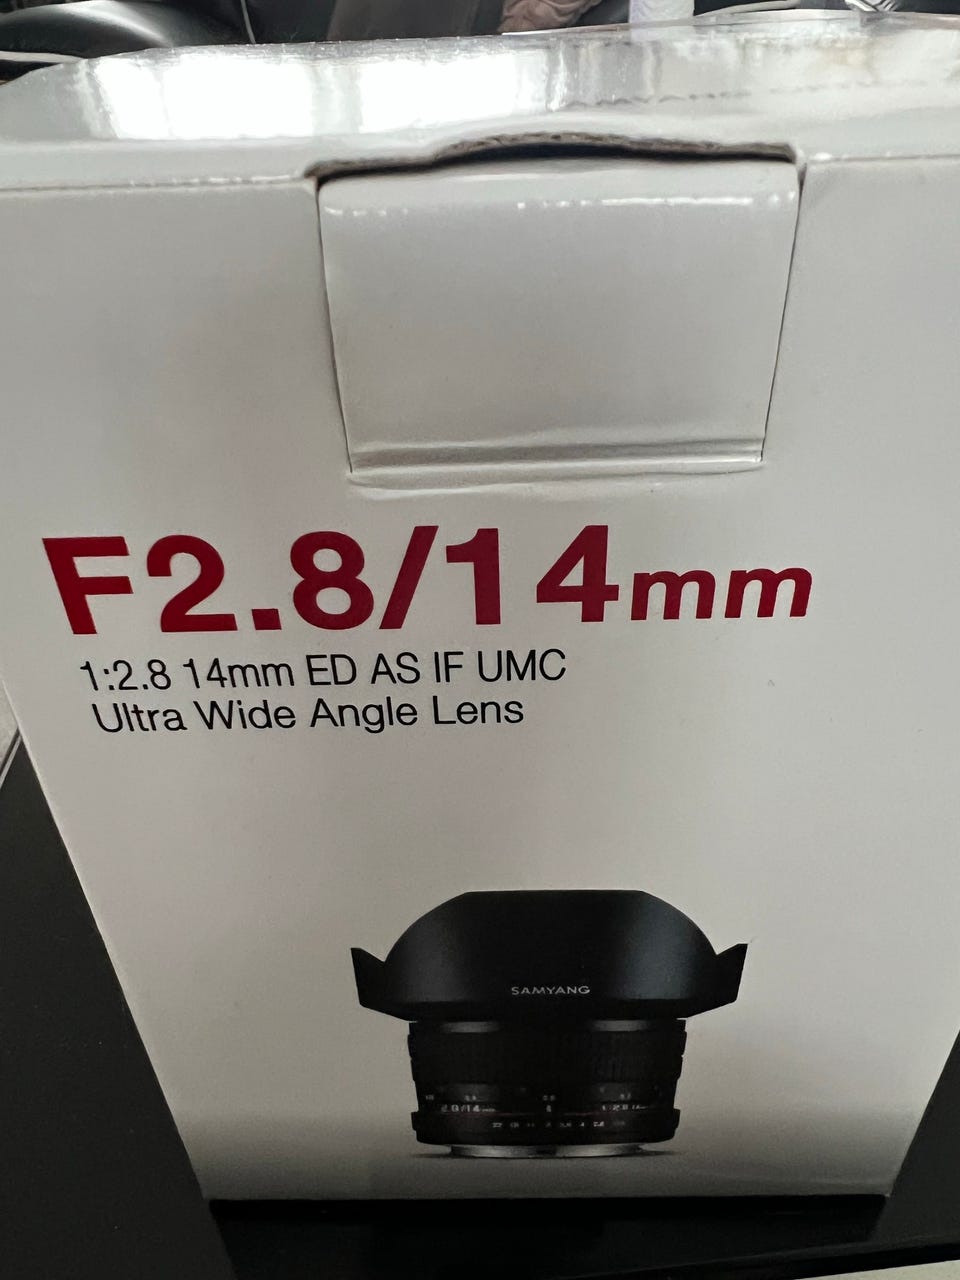 F2.8/14mm
1:2.8 14mm ED AS IF UMC
Ultra Wide Angle Lens
SAMYANG